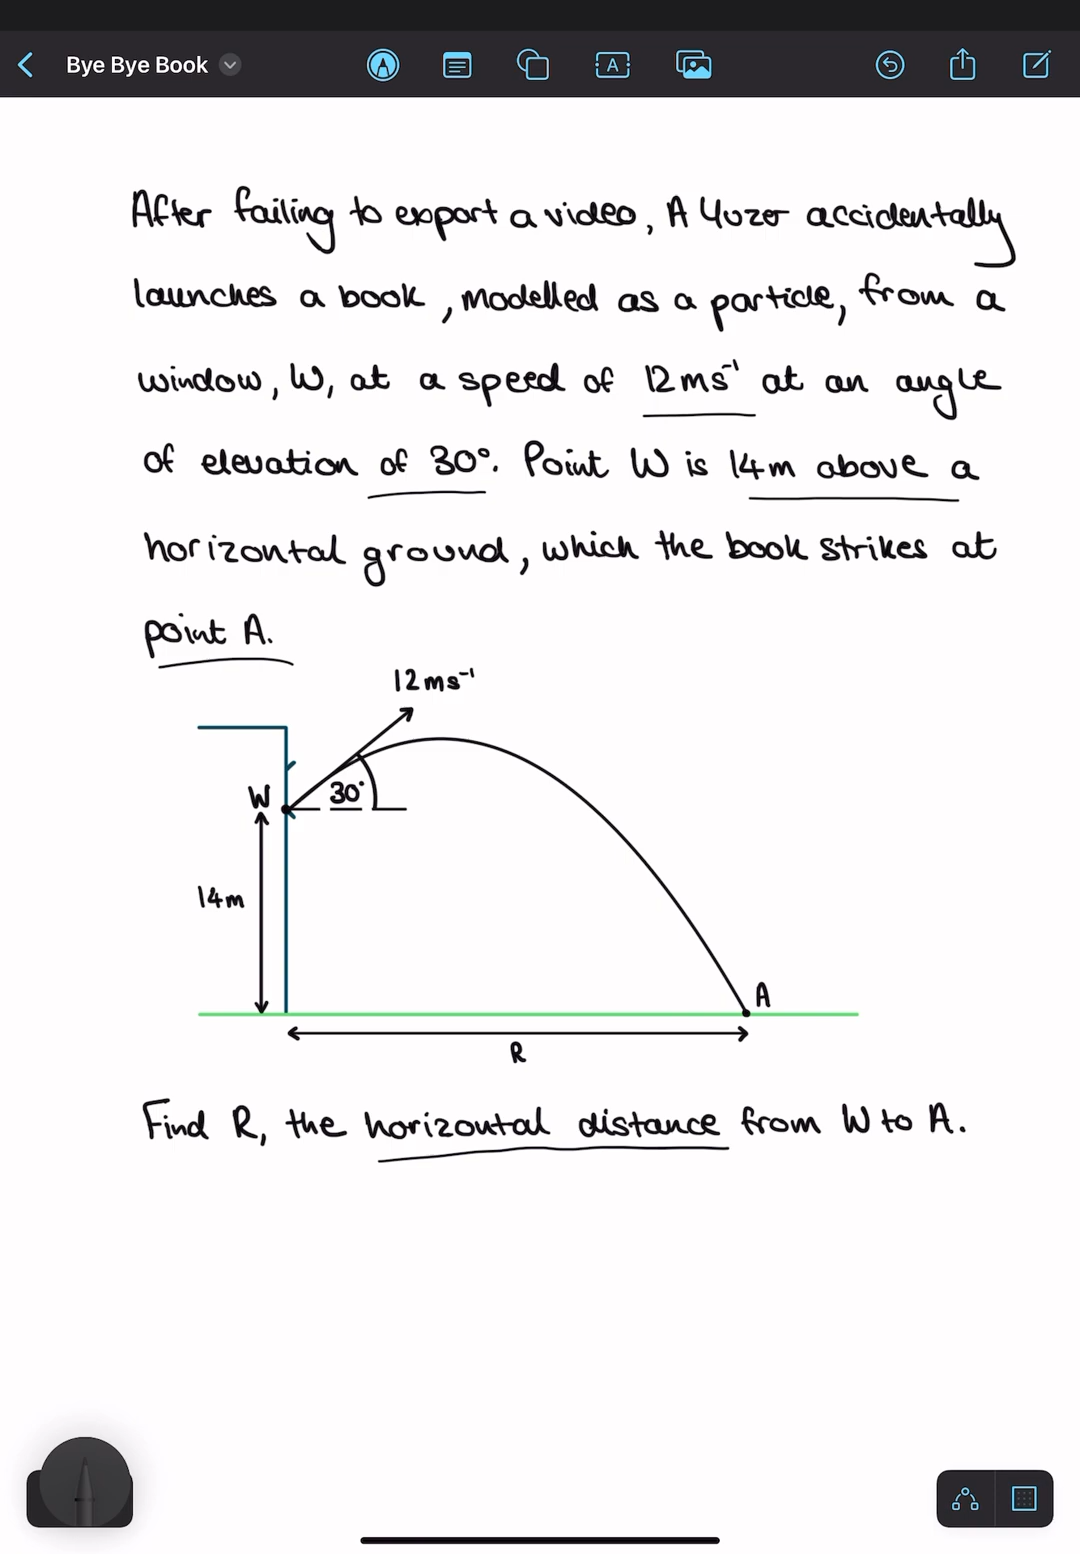 Bye Bye Book
After failing to export a video, A Yuzer accidentally
launches a book, modelled as a particle, from a
window, W, at a speed of 12ms⁻¹ at an angle
of elevation of 30°. Point W is 14m above a
horizontal ground, which the book strikes at
point A.
12ms⁻¹
W
30°
14m
A
R
Find R, the horizontal distance from W to A.